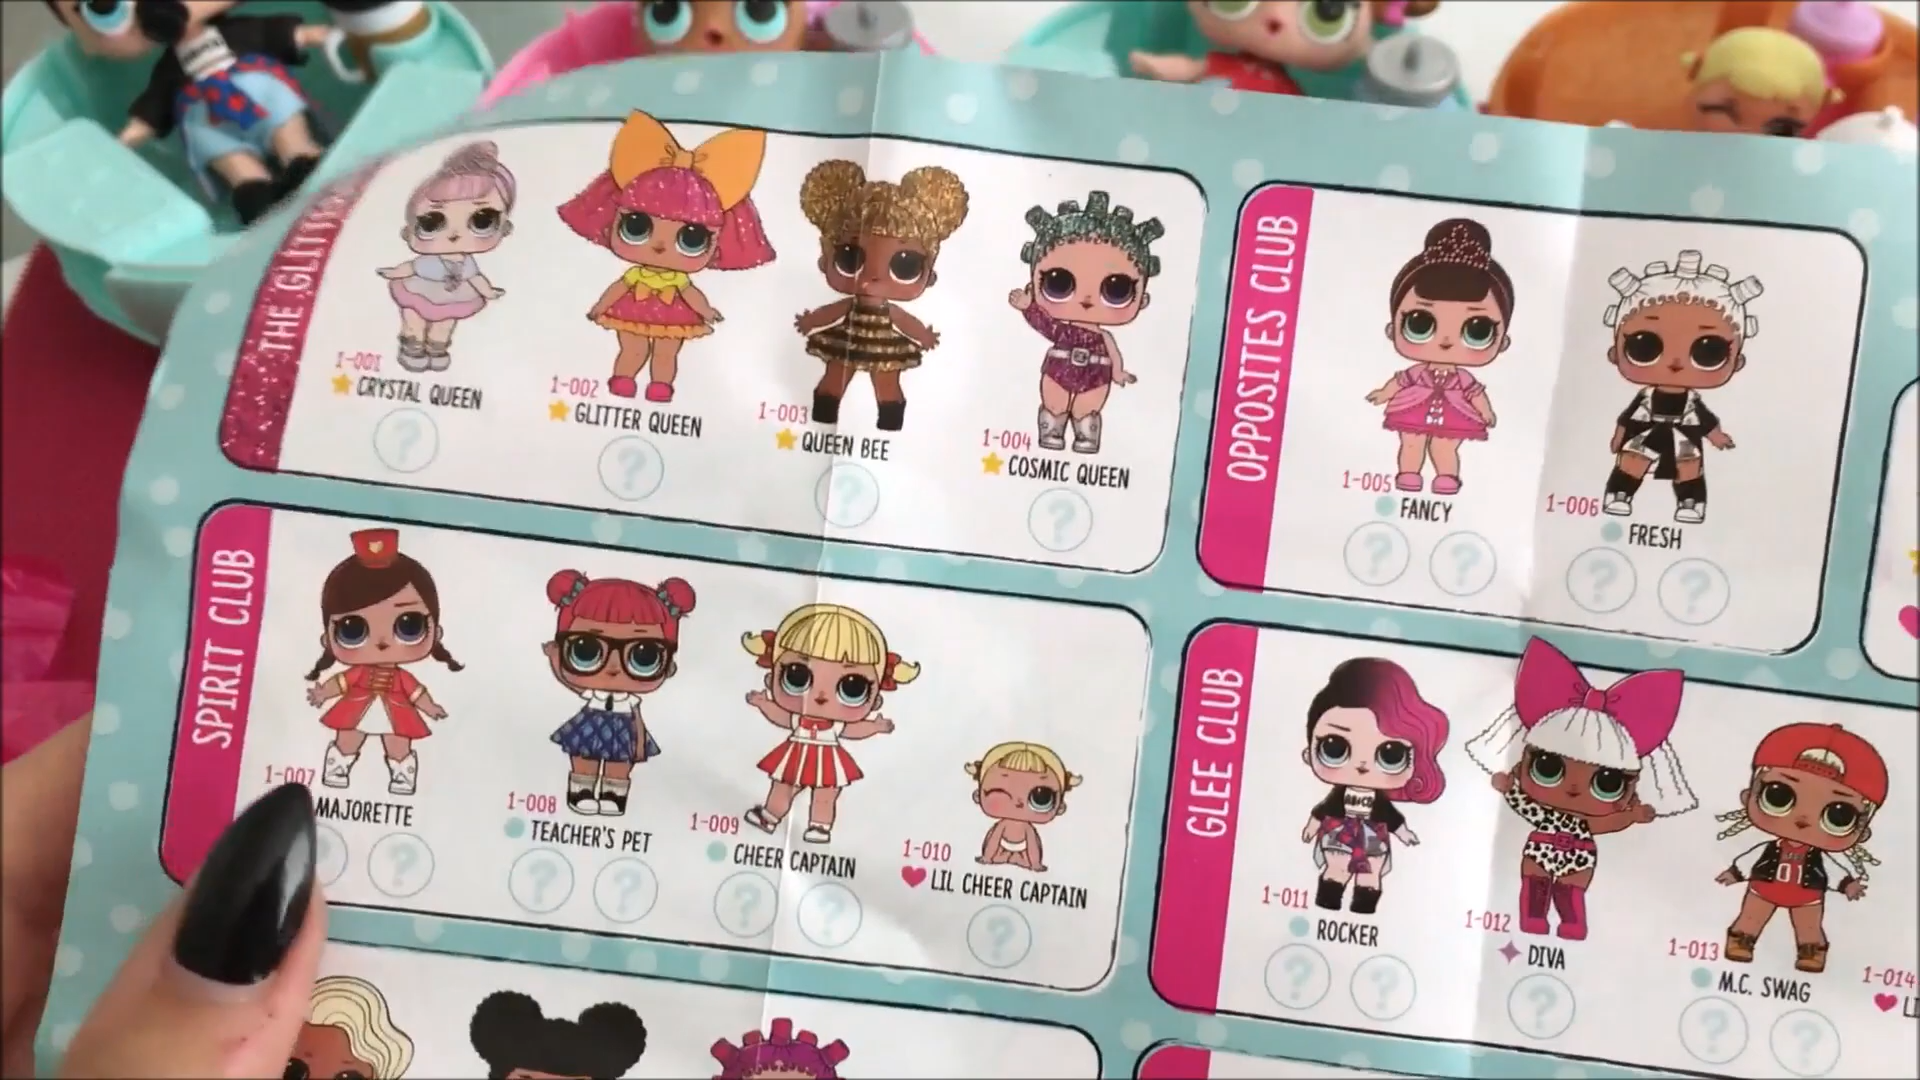 THE GLIT
1-001
CRYSTAL QUEEN
?
1-002
GLITTER QUEEN
?
1-003
QUEEN BEE
?
1-004
COSMIC QUEEN
?
OPPOSITES CLUB
1-005
FANCY
? ?
1-006
FRESH
? ?
SPIRIT CLUB
1-007
MAJORETTE
?
1-008
TEACHER'S PET
? ?
1-009
CHEER CAPTAIN
? ?
1-010
LIL CHEER CAPTAIN
?
GLEE CLUB
1-011
ROCKER
? ?
1-012
DIVA
?
01
1-013
M.C. SWAG
? ?
1-014